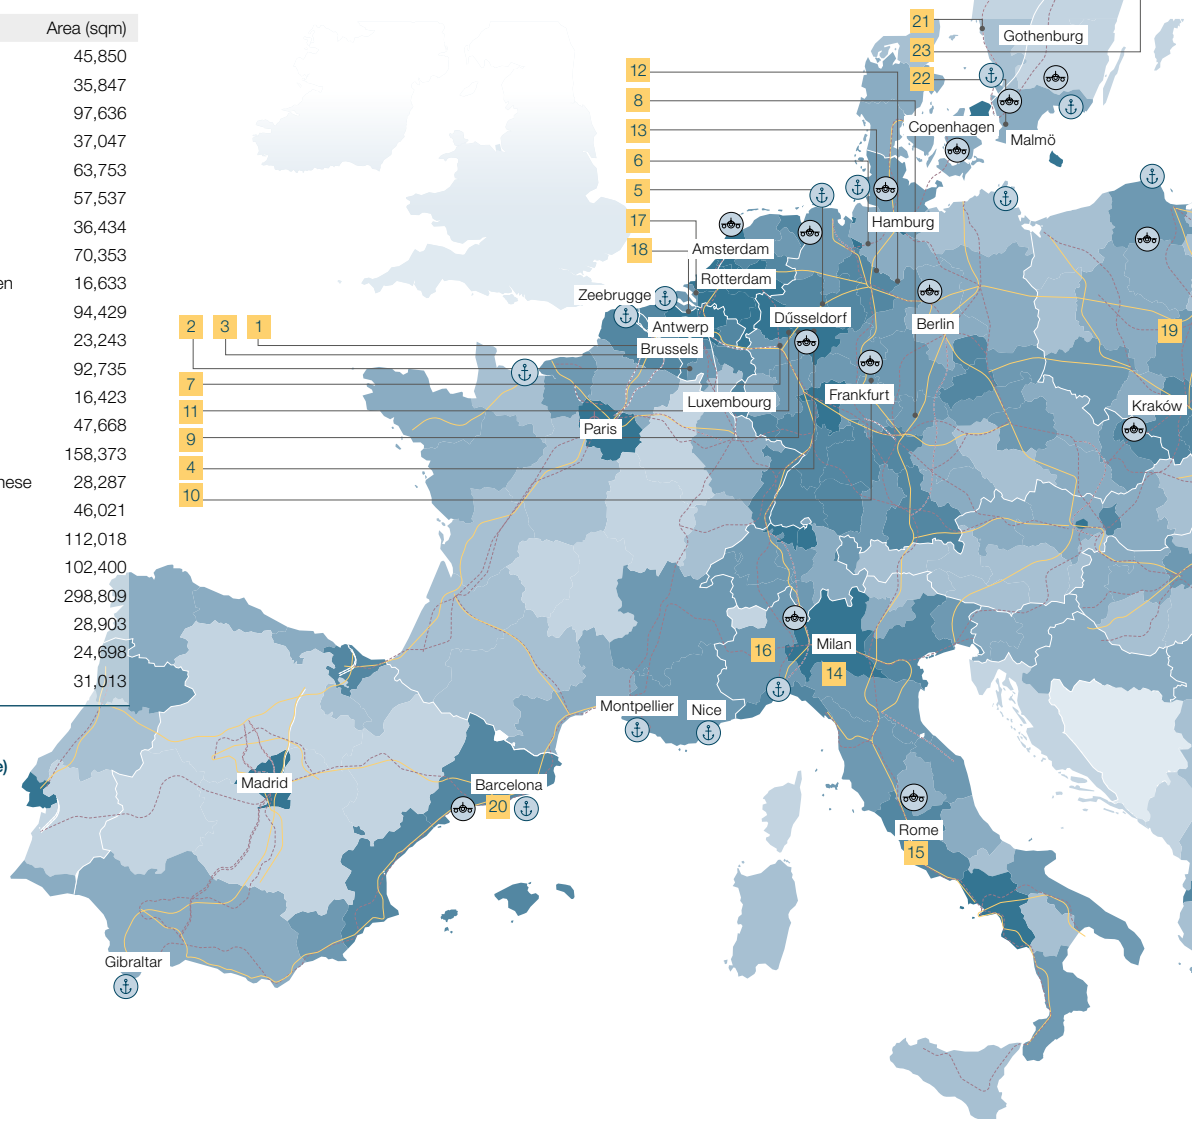 Area (sqm)
45,850
35,847
97,636
37,047
63,753
57,537
36,434
70,353
en 16,633
94,429
23,243
92,735
16,423
47,668
158,373
nese 28,287
46,021
112,018
102,400
298,809
28,903
24,698
31,013
e)
21
Gothenburg
23
12
22
8
Copenhagen
13
Malmö
6
5
17
Hamburg
18
Amsterdam
Rotterdam
Zeebrugge
Dűsseldorf
2 3 1
Antwerp
Berlin
19
Brussels
7
Luxembourg
Frankfurt
Kraków
11
Paris
9
4
10
16
Milan
14
Montpellier
Nice
Madrid
Barcelona
20
Rome
15
Gibraltar